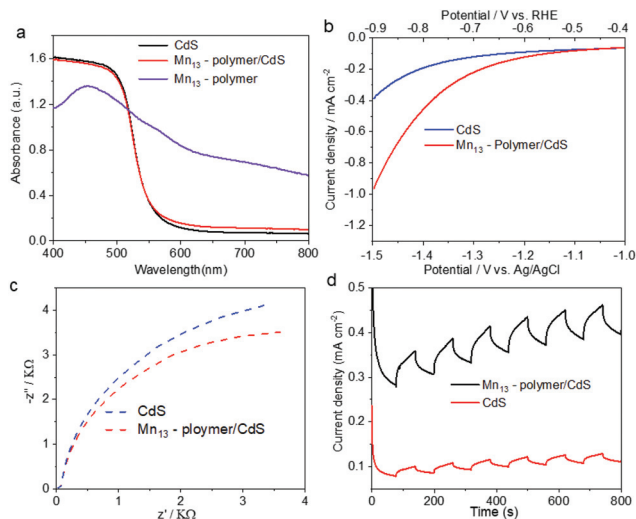 a
CdS
Mn13 - polymer/CdS
Mn13 - polymer
1.6
1.2
0.8
0.4
0.0
Absorbance (a.u.)
400 500 600 700 800
Wavelength(nm)
b
Potential / V vs. RHE
-0.9 -0.8 -0.7 -0.6 -0.5 -0.4
0.0
-0.2
-0.4
-0.6
-0.8
-1.0
-1.2
Current density / mA cm-2
CdS
Mn13 - Polymer/CdS
-1.5 -1.4 -1.3 -1.2 -1.1 -1.0
Potential / V vs. Ag/AgCl
c
4
2
0
-z'' / KΩ
CdS
Mn13 - ploymer/CdS
0 1 2 3 4
z' / KΩ
d
0.5
0.4
0.3
0.2
0.1
Current density (mA cm-2)
Mn13 - polymer/CdS
CdS
0 200 400 600 800
Time (s)